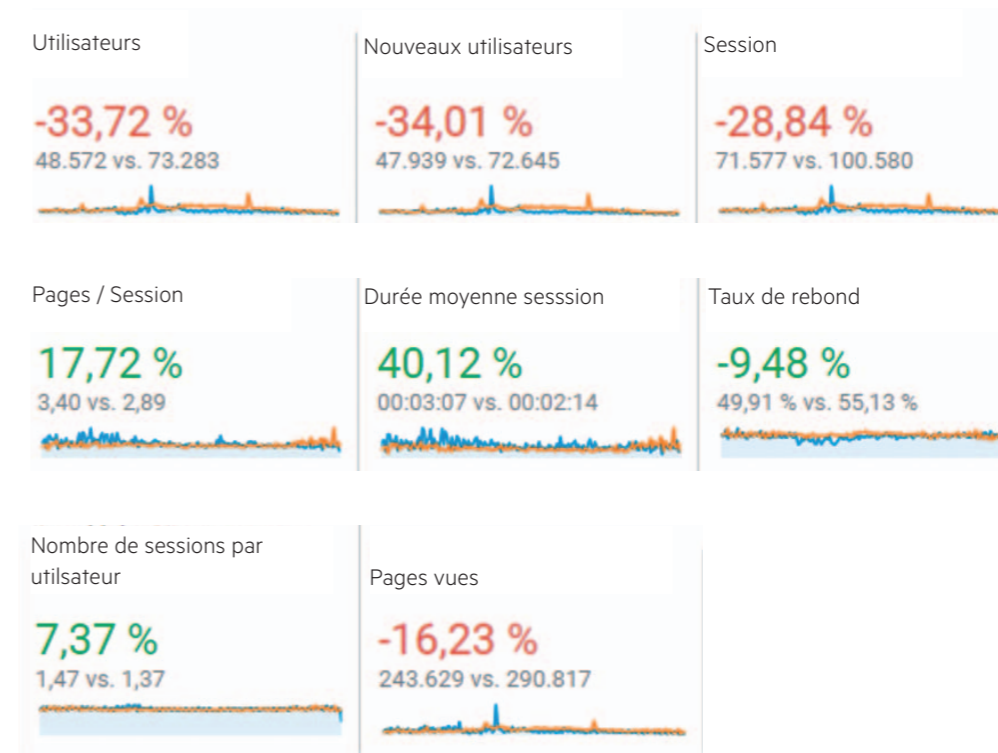 Utilisateurs
Nouveaux utilisateurs
Session
-33,72 %
-34,01 %
-28,84 %
48.572 vs. 73.283
47.939 vs. 72.645
71.577 vs. 100.580
Pages / Session
Durée moyenne sesssion
Taux de rebond
17,72 %
40,12 %
-9,48 %
3,40 vs. 2,89
00:03:07 vs. 00:02:14
49,91 % vs. 55,13 %
Nombre de sessions par
utilsateur
Pages vues
7,37 %
-16,23 %
1,47 vs. 1,37
243.629 vs. 290.817